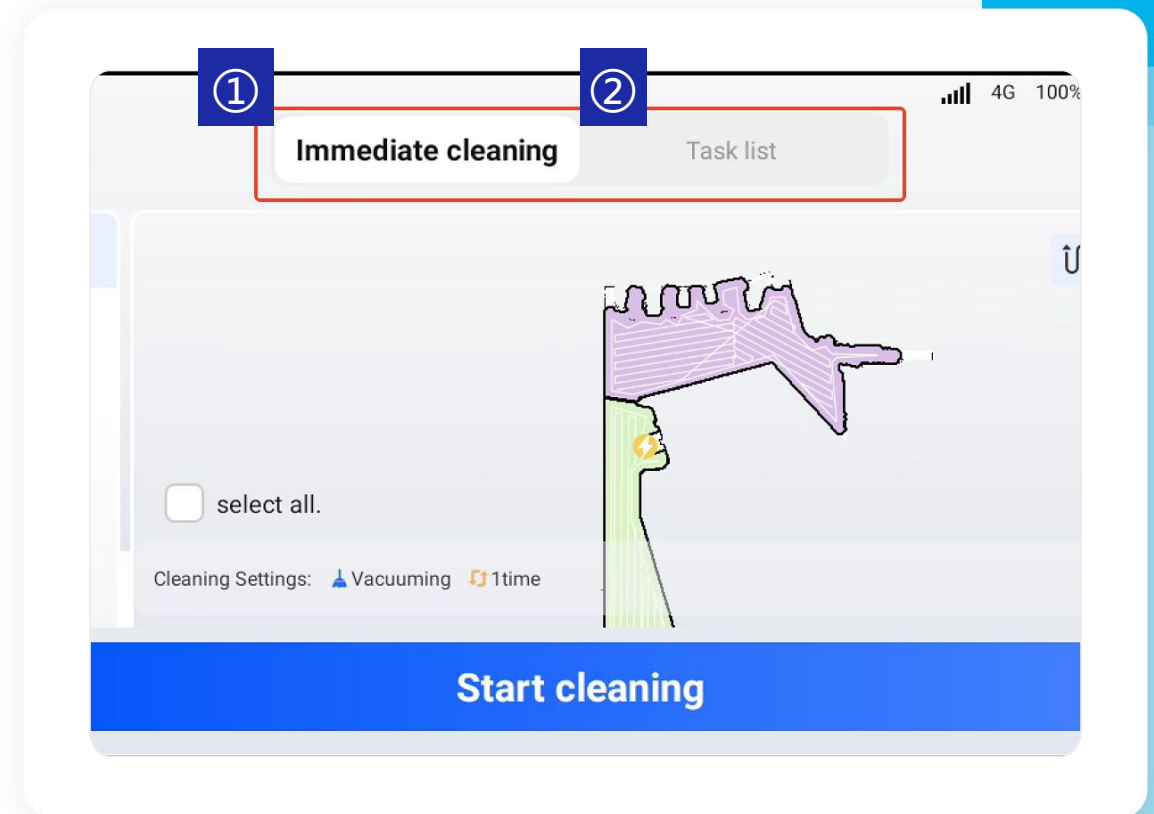 ① ②
4G 100%
Immediate cleaning Task list
select all.
Cleaning Settings: Vacuuming 1time
Start cleaning